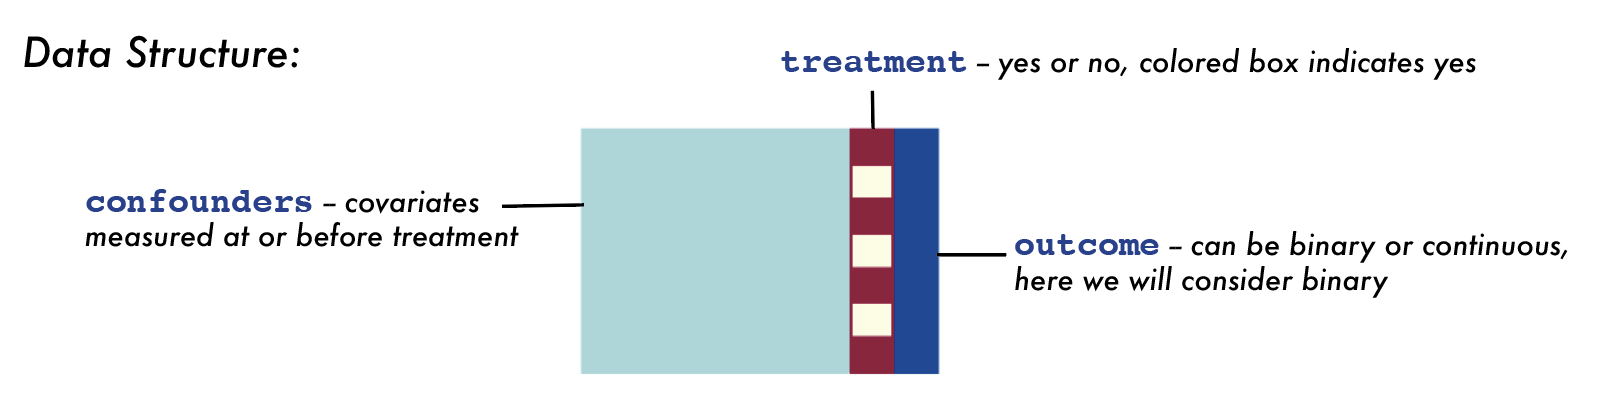 Data Structure:
treatment – yes or no, colored box indicates yes
confounders – covariates
measured at or before treatment
outcome – can be binary or continuous,
here we will consider binary